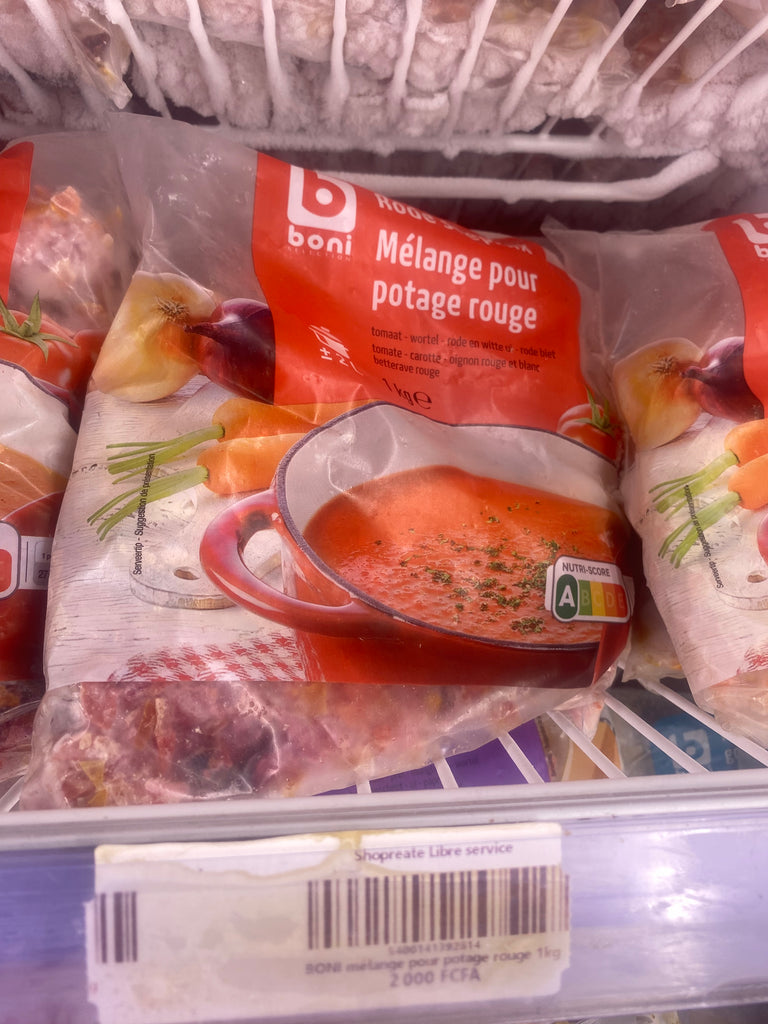 boni
SELECTION
Mélange pour
potage rouge
tomaat - wortel - rode en witte ui - rode biet
tomate - carotte - oignon rouge et blanc
betterave rouge
1 kg e
Serveertip - Suggestion de présentation
NUTRI-SCORE
A B C D E
Shopreate Libre service
BONI mélange pour potage rouge 1kg
2 000 FCFA